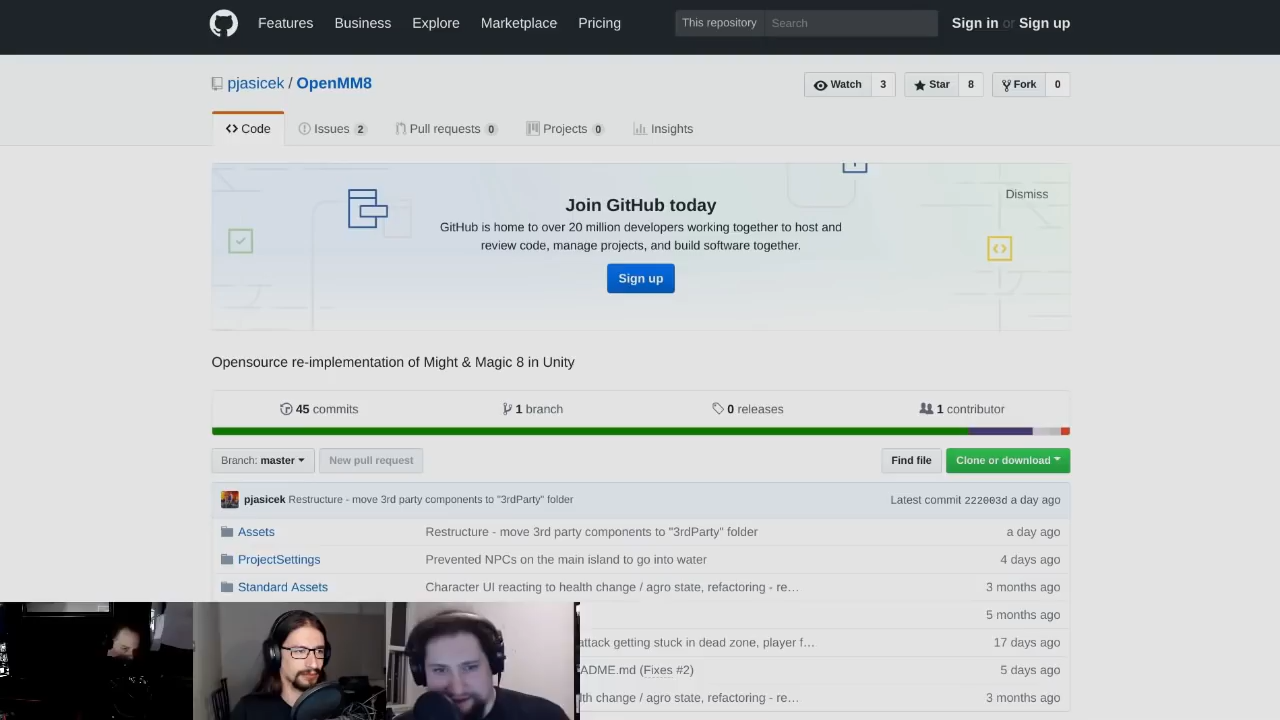 Features Business Explore Marketplace Pricing This repository Search Sign in or Sign up
pjasicek / OpenMM8 Watch 3 Star 8 Fork 0
Code Issues 2 Pull requests 0 Projects 0 Insights
Dismiss
Join GitHub today
GitHub is home to over 20 million developers working together to host and
review code, manage projects, and build software together.
Sign up
Opensource re-implementation of Might & Magic 8 in Unity
45 commits 1 branch 0 releases 1 contributor
Branch: master New pull request Find file Clone or download
pjasicek Restructure - move 3rd party components to "3rdParty" folder Latest commit 222003d a day ago
Assets Restructure - move 3rd party components to "3rdParty" folder a day ago
ProjectSettings Prevented NPCs on the main island to go into water 4 days ago
Standard Assets Character UI reacting to health change / agro state, refactoring - re… 3 months ago
5 months ago
attack getting stuck in dead zone, player f… 17 days ago
ADME.md (Fixes #2) 5 days ago
lth change / agro state, refactoring - re… 3 months ago